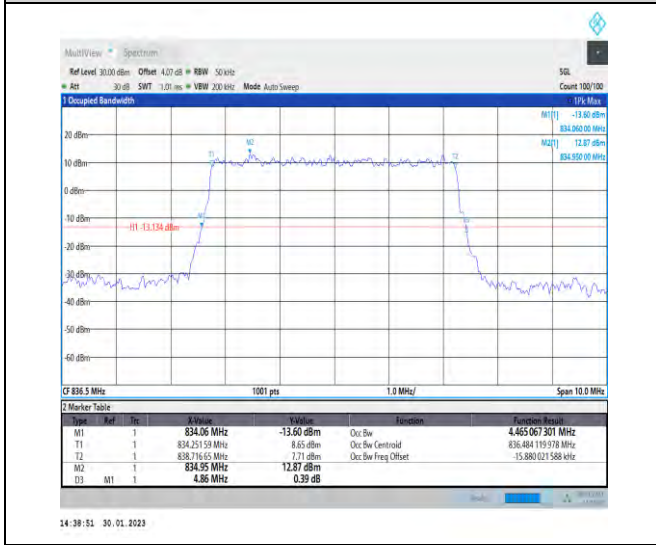 MultiView Spectrum
Ref Level 30.00 dBm Offset 4.07 dB RBW 50 kHz SGL
Att 30 dB SWT 1.01 ms VBW 200 kHz Mode Auto Sweep Count 100/100
1 Occupied Bandwidth 1Pk Max
M1[1] -13.60 dBm
834.060 00 MHz
M2[1] 12.87 dBm
834.950 00 MHz
20 dBm
M2
T1 T2
10 dBm
0 dBm
M1
-10 dBm
H1 -13.134 dBm
-20 dBm
-30 dBm
-40 dBm
-50 dBm
-60 dBm
CF 836.5 MHz 1001 pts 1.0 MHz/ Span 10.0 MHz
2 Marker Table
Type Ref Trc X-Value Y-Value Function Function Result
M1 1 834.06 MHz -13.60 dBm Occ Bw 4.465 067 301 MHz
T1 1 834.251 59 MHz 8.65 dBm Occ Bw Centroid 836.484 119 978 MHz
T2 1 838.716 65 MHz 7.71 dBm Occ Bw Freq Offset -15.880 021 588 kHz
M2 1 834.95 MHz 12.87 dBm
D3 M1 1 4.86 MHz 0.39 dB
14:38:51 30.01.2023